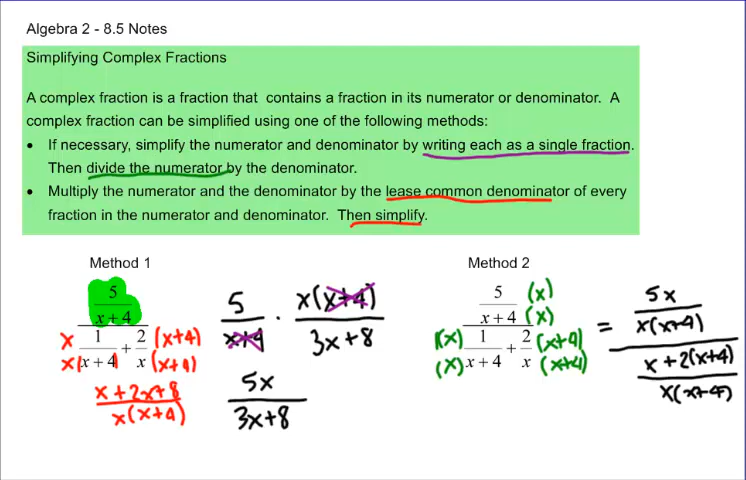 Algebra 2 - 8.5 Notes
Simplifying Complex Fractions
A complex fraction is a fraction that contains a fraction in its numerator or denominator. A
complex fraction can be simplified using one of the following methods:
• If necessary, simplify the numerator and denominator by writing each as a single fraction.
Then divide the numerator by the denominator.
• Multiply the numerator and the denominator by the lease common denominator of every
fraction in the numerator and denominator. Then simplify.
Method 1
5
x + 4
x 1 + 2 (x+4)
x x + 4 x (x+4)
x + 2x + 8
x(x+4)
5 · x(x+4)
x+4 3x+8
5x
3x+8
Method 2
5 (x)
x + 4 (x)
(x) 1 + 2 (x+4)
(x) x + 4 x (x+4)
=
5x
x(x+4)
x + 2(x+4)
x(x+4)